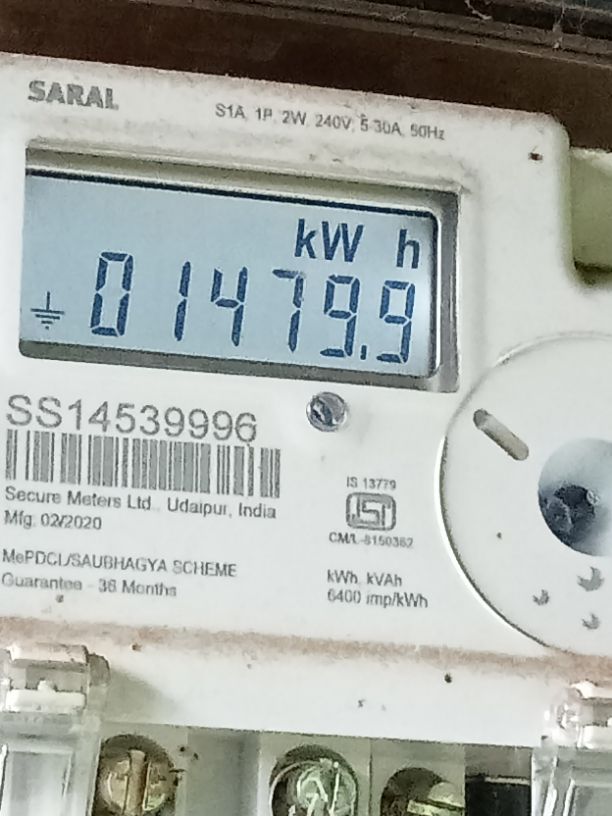 SARAL
S1A, 1P, 2W, 240V, 5-30A, 50Hz
kW h
01479.9
SS14539996
Secure Meters Ltd., Udaipur, India
Mfg: 02/2020
MePDCL/SAUBHAGYA SCHEME
Guarantee - 36 Months
IS 13779
ISI
CM/L-8150362
kWh, kVAh
6400 imp/kWh